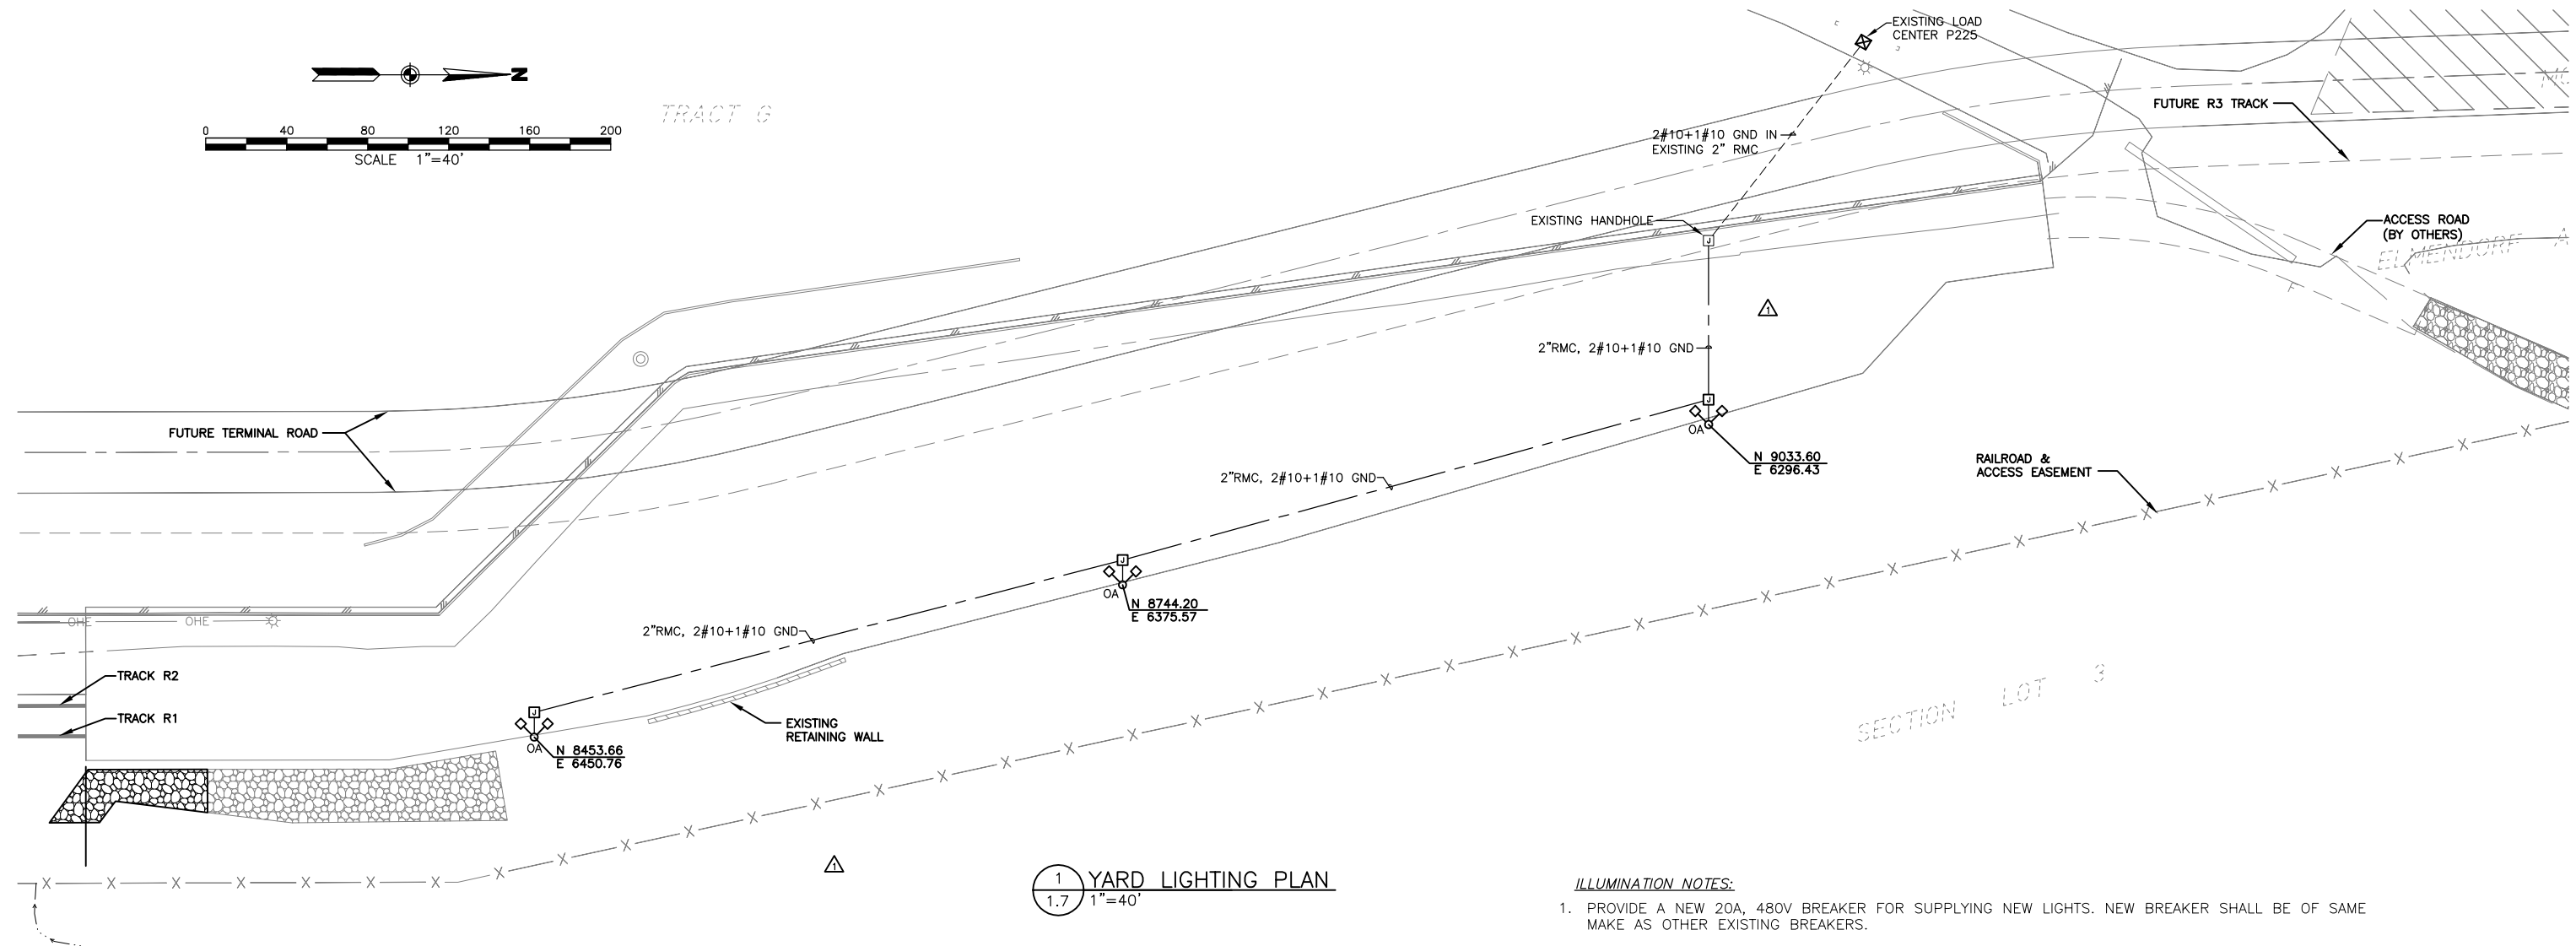 EXISTING LOAD
CENTER P225
N
TRACT G
0 40 80 120 160 200
SCALE 1"=40'
FUTURE R3 TRACK
2#10+1#10 GND IN
EXISTING 2" RMC
EXISTING HANDHOLE
J
ACCESS ROAD
(BY OTHERS)
ELMENDORF A
1
2"RMC, 2#10+1#10 GND
J
FUTURE TERMINAL ROAD
OA
N 9033.60
E 6296.43
RAILROAD &
ACCESS EASEMENT
2"RMC, 2#10+1#10 GND
J
OA
N 8744.20
E 6375.57
OHE OHE
2"RMC, 2#10+1#10 GND
TRACK R2
TRACK R1
J
EXISTING
RETAINING WALL
OA
N 8453.66
E 6450.76
SECTION LOT 3
1
1
1.7
YARD LIGHTING PLAN
1"=40'
ILLUMINATION NOTES:
1. PROVIDE A NEW 20A, 480V BREAKER FOR SUPPLYING NEW LIGHTS. NEW BREAKER SHALL BE OF SAME
MAKE AS OTHER EXISTING BREAKERS.